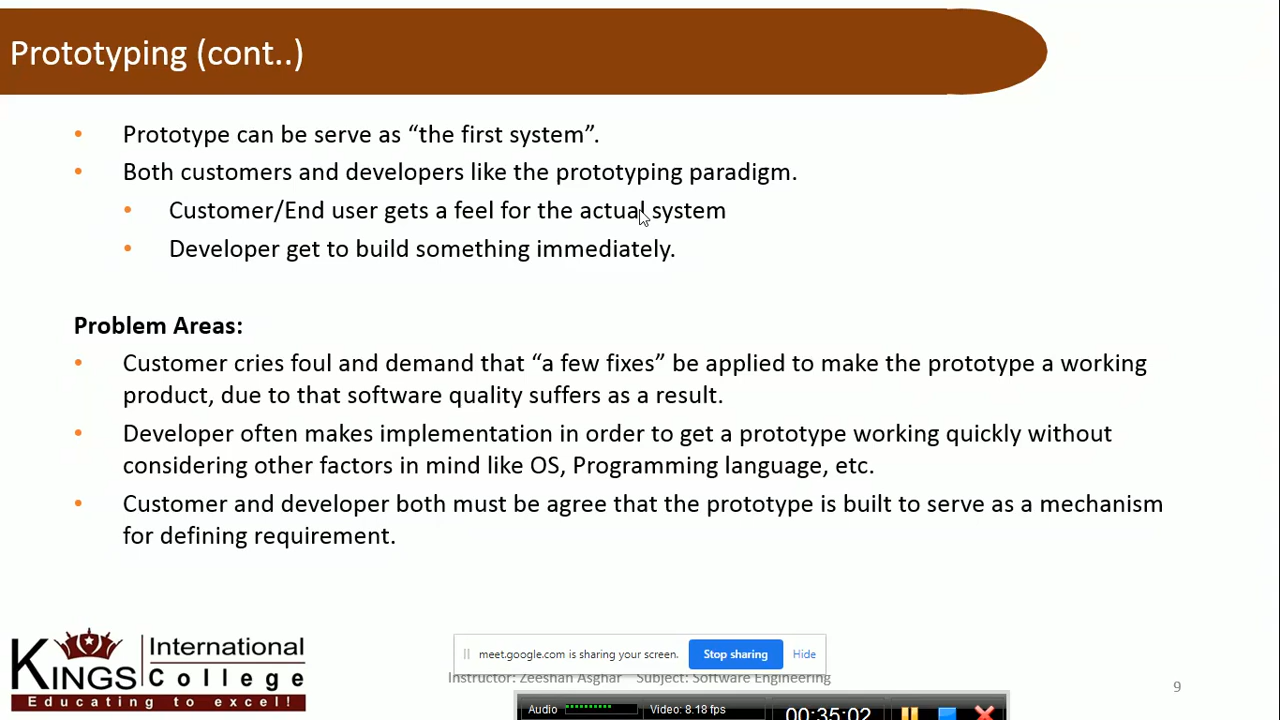 Prototyping (cont..)
• Prototype can be serve as “the first system”.
• Both customers and developers like the prototyping paradigm.
• Customer/End user gets a feel for the actual system
• Developer get to build something immediately.
Problem Areas:
• Customer cries foul and demand that “a few fixes” be applied to make the prototype a working
product, due to that software quality suffers as a result.
• Developer often makes implementation in order to get a prototype working quickly without
considering other factors in mind like OS, Programming language, etc.
• Customer and developer both must be agree that the prototype is built to serve as a mechanism
for defining requirement.
KINGS
International
College
Educating to excel!
meet.google.com is sharing your screen.
Stop sharing
Hide
Instructor: Zeeshan Asghar Subject: Software Engineering
9
Audio
Video: 8.18 fps
00:35:02